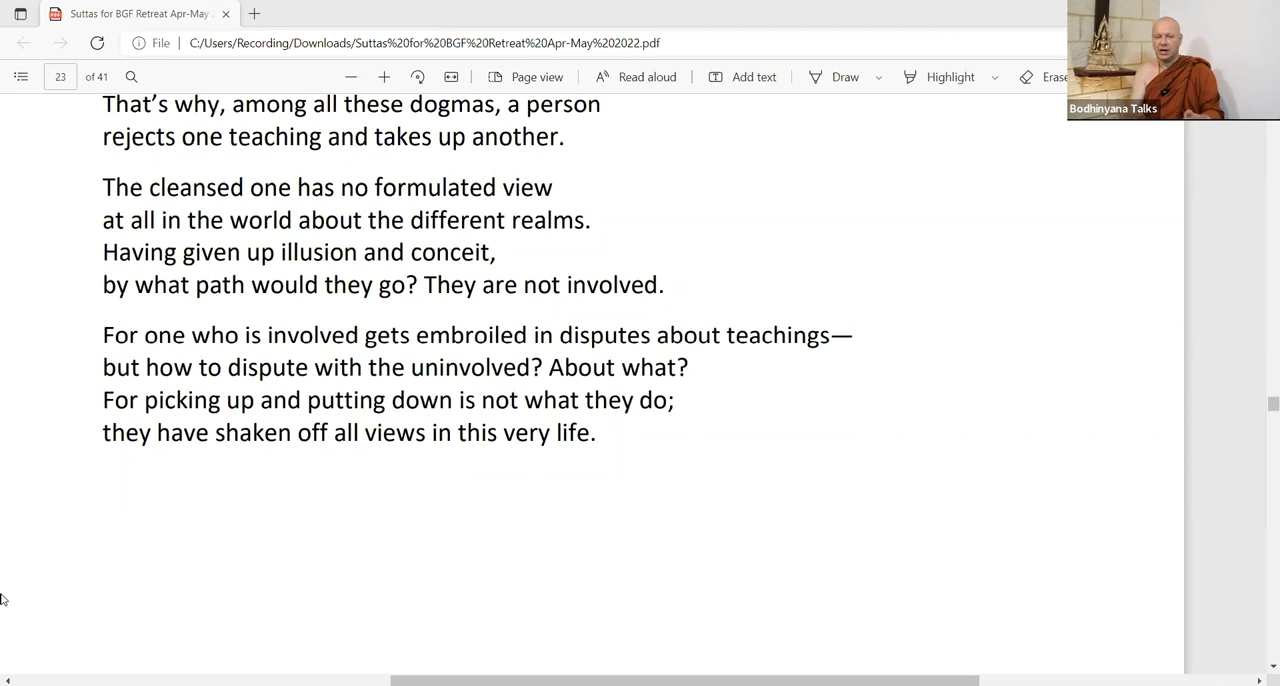 Suttas for BGF Retreat Apr-May
File
C:/Users/Recording/Downloads/Suttas%20for%20BGF%20Retreat%20Apr-May%202022.pdf
23 of 41
Page view
Read aloud
Add text
Draw
Highlight
Erase
Bodhinyana Talks
That's why, among all these dogmas, a person
rejects one teaching and takes up another.
The cleansed one has no formulated view
at all in the world about the different realms.
Having given up illusion and conceit,
by what path would they go? They are not involved.
For one who is involved gets embroiled in disputes about teachings—
but how to dispute with the uninvolved? About what?
For picking up and putting down is not what they do;
they have shaken off all views in this very life.